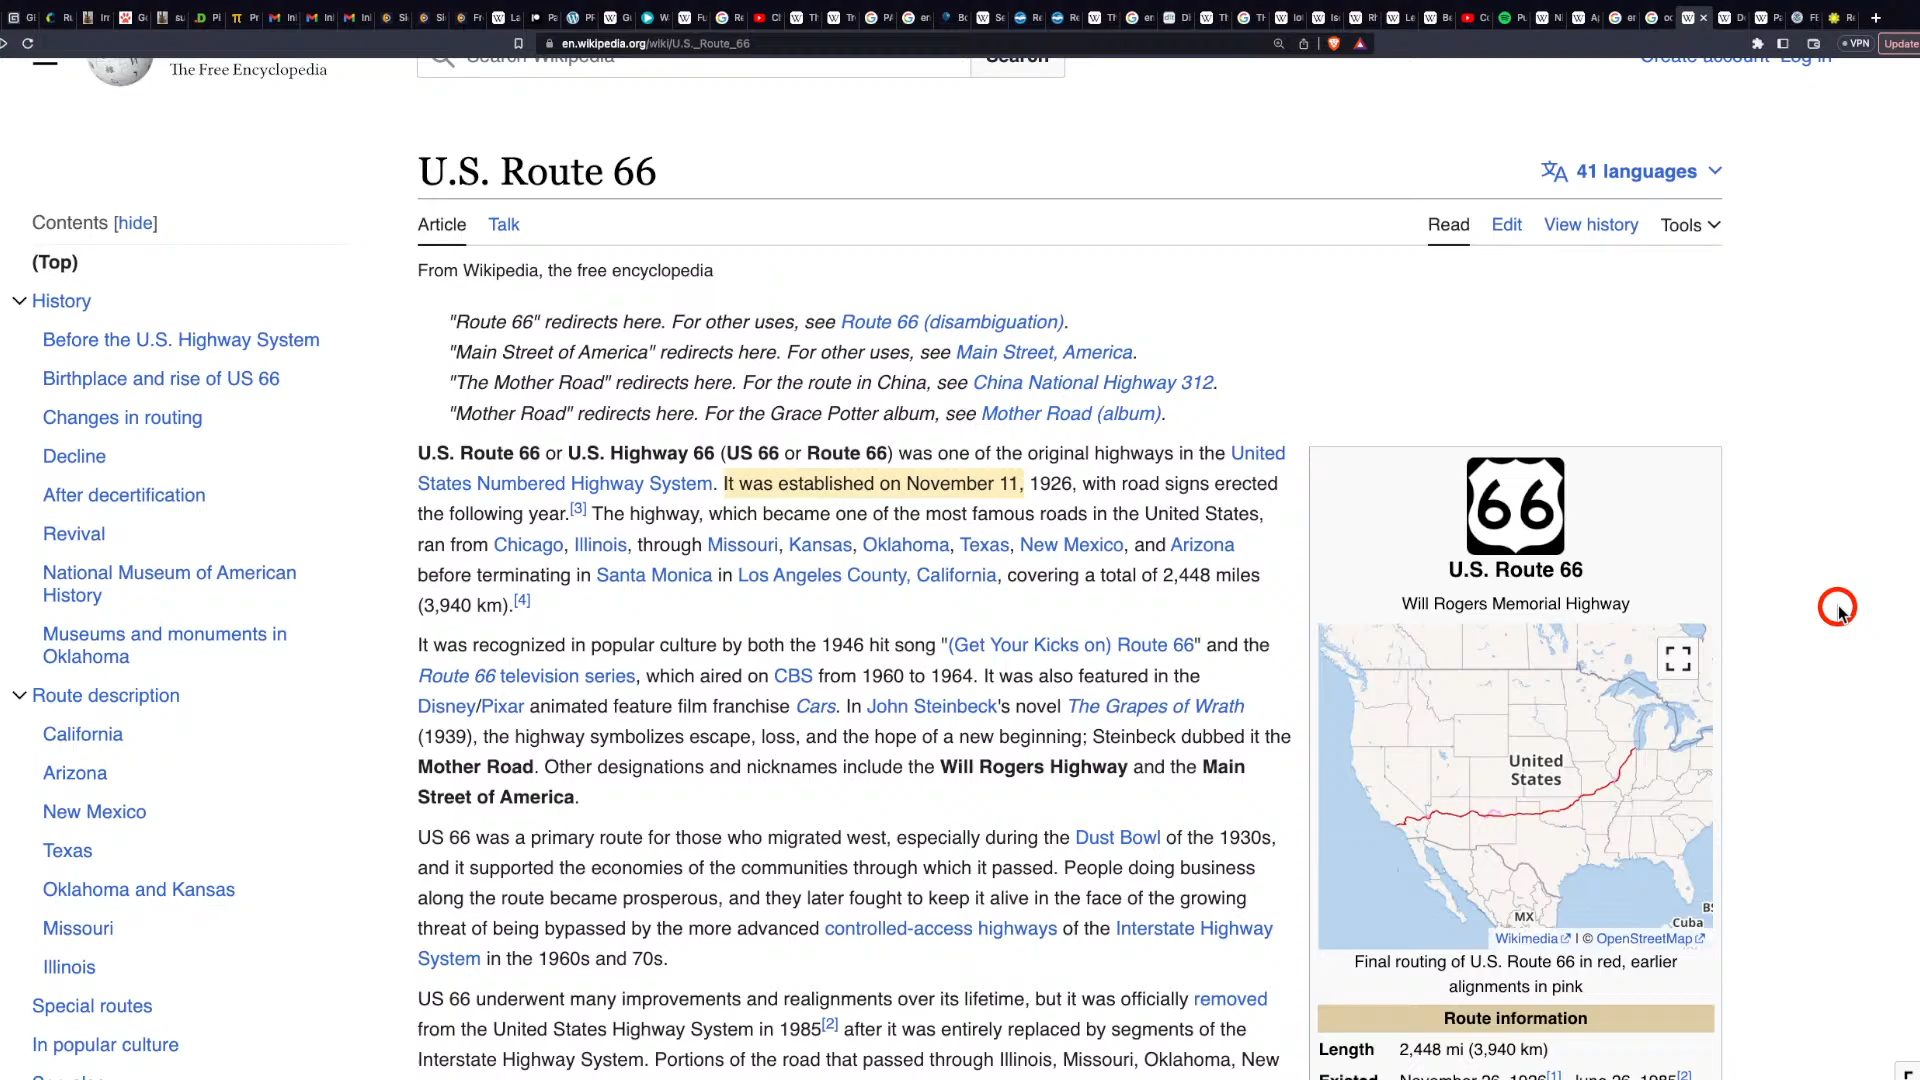 en.wikipedia.org/wiki/U.S._Route_66
VPN
Update
The Free Encyclopedia
Search Wikipedia
Search
Create account Log in
U.S. Route 66
41 languages
Contents [hide]
Article Talk
Read Edit View history Tools
(Top)
From Wikipedia, the free encyclopedia
History
Before the U.S. Highway System
Birthplace and rise of US 66
Changes in routing
Decline
After decertification
Revival
National Museum of American
History
Museums and monuments in
Oklahoma
Route description
California
Arizona
New Mexico
Texas
Oklahoma and Kansas
Missouri
Illinois
Special routes
In popular culture
"Route 66" redirects here. For other uses, see Route 66 (disambiguation).
"Main Street of America" redirects here. For other uses, see Main Street, America.
"The Mother Road" redirects here. For the route in China, see China National Highway 312.
"Mother Road" redirects here. For the Grace Potter album, see Mother Road (album).
U.S. Route 66 or U.S. Highway 66 (US 66 or Route 66) was one of the original highways in the United
States Numbered Highway System. It was established on November 11, 1926, with road signs erected
the following year.[3] The highway, which became one of the most famous roads in the United States,
ran from Chicago, Illinois, through Missouri, Kansas, Oklahoma, Texas, New Mexico, and Arizona
before terminating in Santa Monica in Los Angeles County, California, covering a total of 2,448 miles
(3,940 km).[4]
It was recognized in popular culture by both the 1946 hit song "(Get Your Kicks on) Route 66" and the
Route 66 television series, which aired on CBS from 1960 to 1964. It was also featured in the
Disney/Pixar animated feature film franchise Cars. In John Steinbeck's novel The Grapes of Wrath
(1939), the highway symbolizes escape, loss, and the hope of a new beginning; Steinbeck dubbed it the
Mother Road. Other designations and nicknames include the Will Rogers Highway and the Main
Street of America.
US 66 was a primary route for those who migrated west, especially during the Dust Bowl of the 1930s,
and it supported the economies of the communities through which it passed. People doing business
along the route became prosperous, and they later fought to keep it alive in the face of the growing
threat of being bypassed by the more advanced controlled-access highways of the Interstate Highway
System in the 1960s and 70s.
US 66 underwent many improvements and realignments over its lifetime, but it was officially removed
from the United States Highway System in 1985[2] after it was entirely replaced by segments of the
Interstate Highway System. Portions of the road that passed through Illinois, Missouri, Oklahoma, New
66
U.S. Route 66
Will Rogers Memorial Highway
United
States
MX
Cuba
Wikimedia | © OpenStreetMap
Final routing of U.S. Route 66 in red, earlier
alignments in pink
Route information
Length 2,448 mi (3,940 km)
Existed November 26, 1926[1]–June 26, 1985[2]